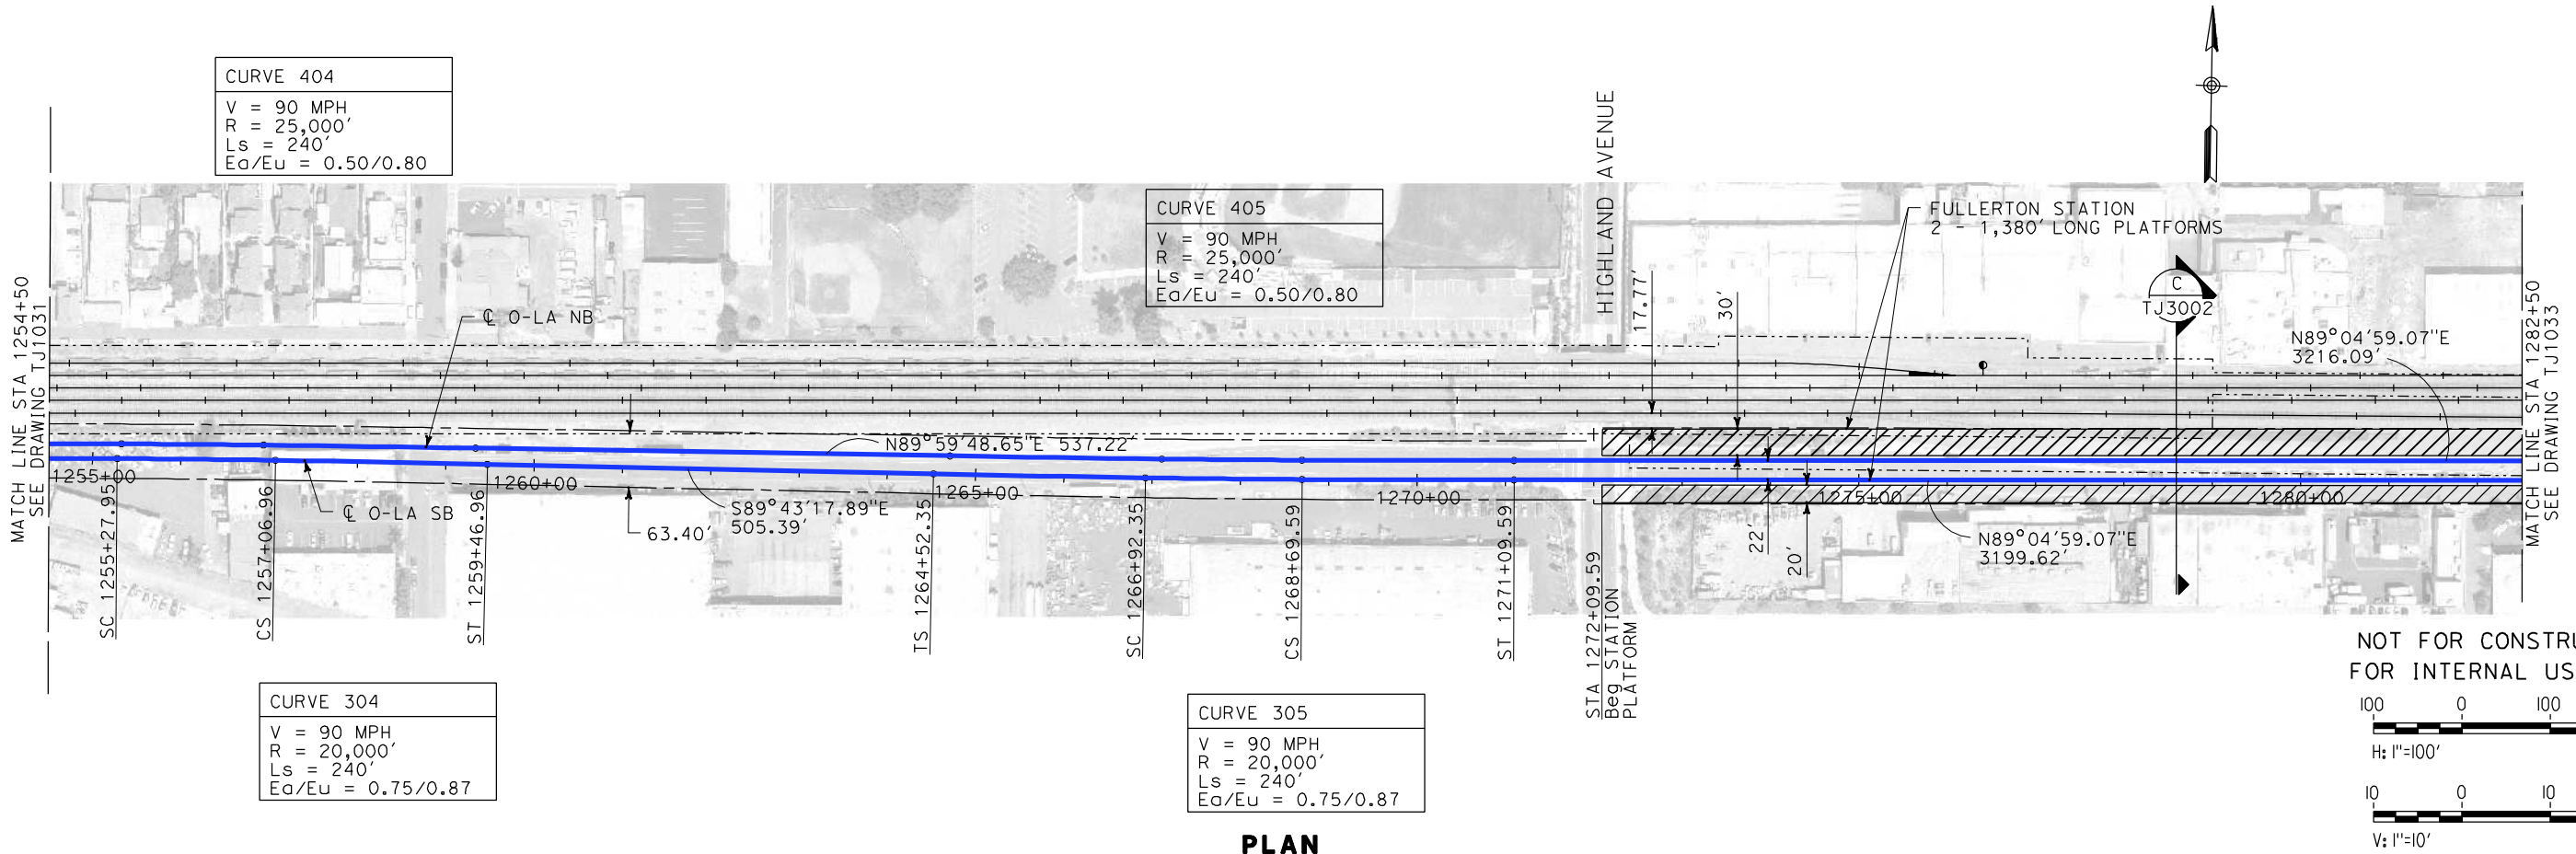 CURVE 404
V = 90 MPH
R = 25,000'
Ls = 240'
Ea/Eu = 0.50/0.80
CURVE 405
V = 90 MPH
R = 25,000'
Ls = 240'
Ea/Eu = 0.50/0.80
HIGHLAND AVENUE
FULLERTON STATION
2 - 1,380' LONG PLATFORMS
C
TJ3002
17.77'
30'
N89°04'59.07"E
3216.09'
MATCH LINE STA 1254+50
SEE DRAWING TJ1031
MATCH LINE STA 1282+50
SEE DRAWING TJ1033
℄ O-LA NB
N89°59'48.65"E 537.22'
1255+00
1260+00
1265+00
1270+00
1275+00
1280+00
℄ O-LA SB
63.40'
S89°43'17.89"E
505.39'
22'
20'
N89°04'59.07"E
3199.62'
SC 1255+27.95
CS 1257+06.96
ST 1259+46.96
TS 1264+52.35
SC 1266+92.35
CS 1268+69.59
ST 1271+09.59
STA 1272+09.59
Beg STATION
PLATFORM
CURVE 304
V = 90 MPH
R = 20,000'
Ls = 240'
Ea/Eu = 0.75/0.87
CURVE 305
V = 90 MPH
R = 20,000'
Ls = 240'
Ea/Eu = 0.75/0.87
PLAN
NOT FOR CONSTRU
FOR INTERNAL US
100 0 100
H: 1"=100'
10 0 10
V: 1"=10'